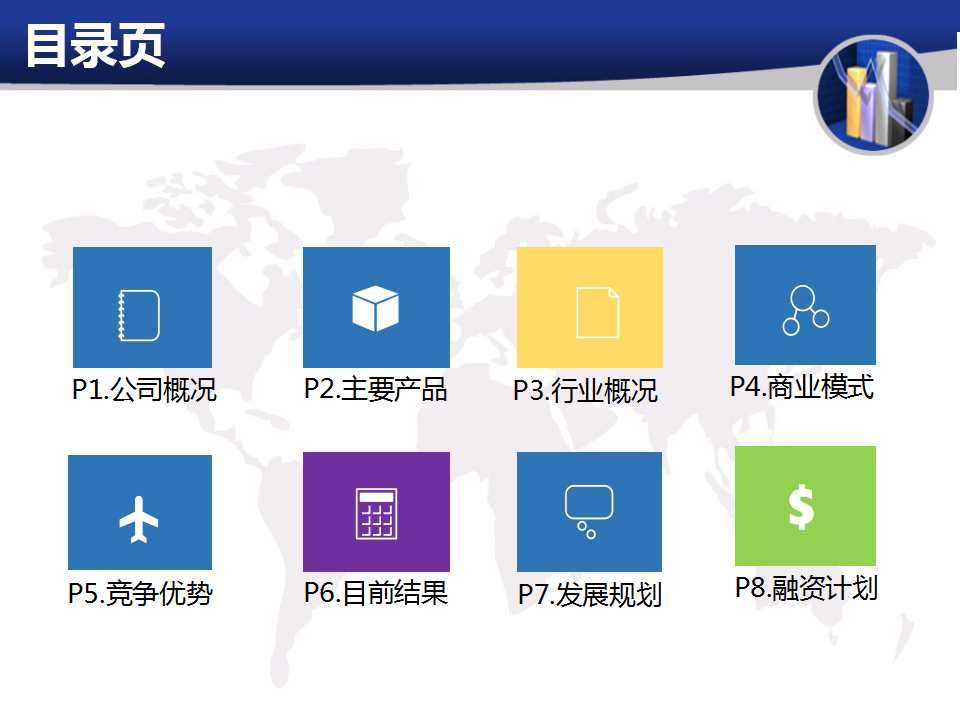 目录页
P1.公司概况
P2.主要产品
P3.行业概况
P4.商业模式
$
P5.竞争优势
P6.目前结果
P7.发展规划
P8.融资计划